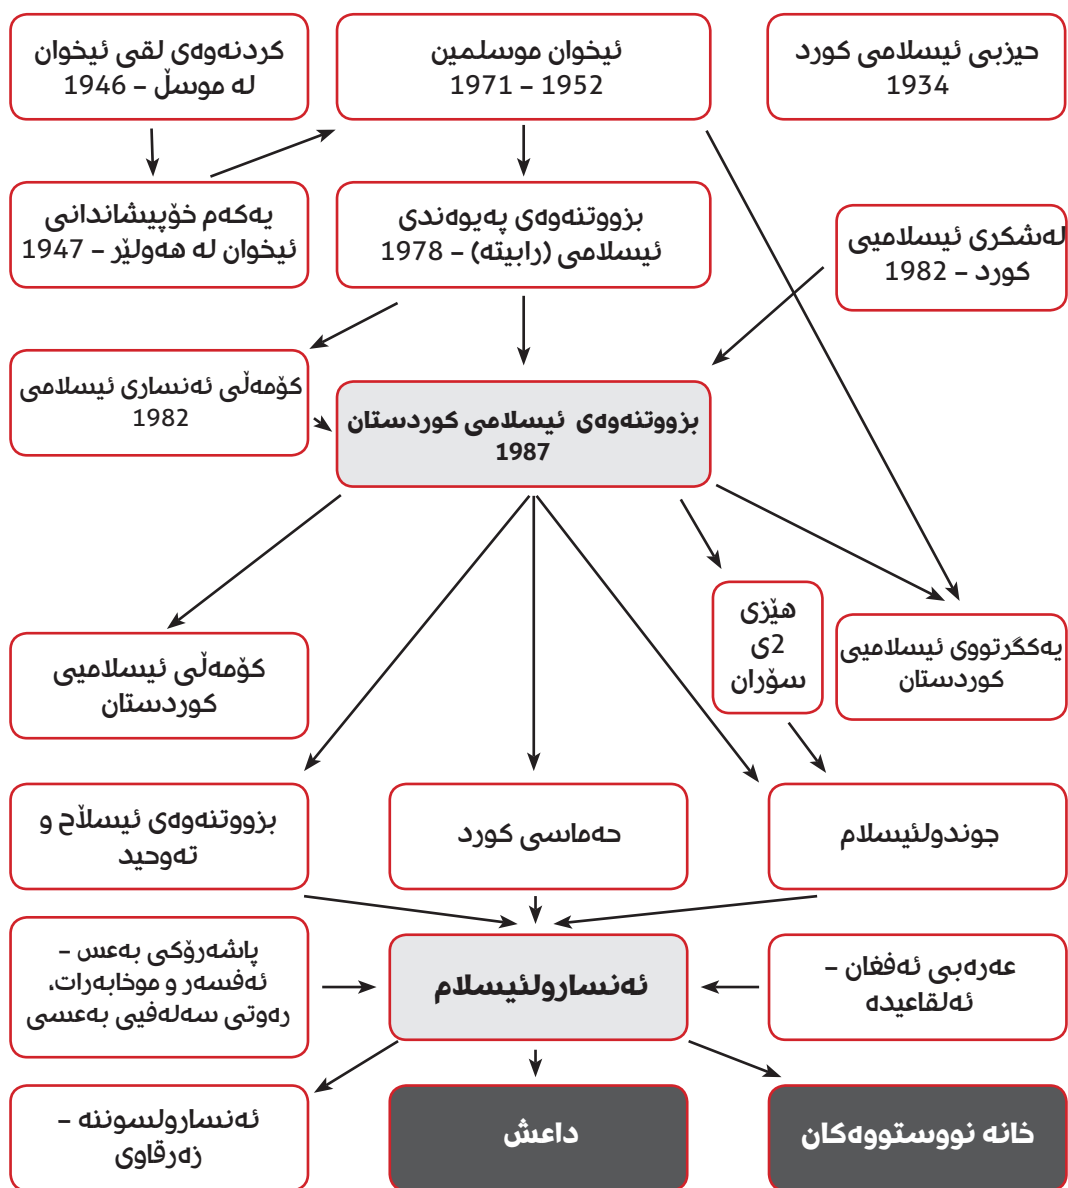 حیزبی ئیسلامی کورد
1934
ئیخوان موسلمین
1952 – 1971
کردنەوەی لقی ئیخوان
لە موسڵ – 1946
یەکەم خۆپیشاندانی
ئیخوان لە هەولێر – 1947
بزووتنەوەی پەیوەندی
ئیسلامی (رابیتە) – 1978
لەشکری ئیسلامیی
کورد – 1982
کۆمەڵی ئەنساری ئیسلامی
1982
بزووتنەوەی ئیسلامی کوردستان
1987
هێزی
2ی
سۆران
یەکگرتووی ئیسلامیی
کوردستان
کۆمەڵی ئیسلامیی
کوردستان
جوندولئیسلام
حەماسی کورد
بزووتنەوەی ئیسڵاح و
تەوحید
عەرەبی ئەفغان –
ئەلقاعیدە
ئەنسارولئیسلام
پاشەرۆکی بەعس –
ئەفسەر و موخابەرات،
رەوتی سەلەفیی بەعسی
خانە نووستووەکان
داعش
ئەنسارولسوننە –
زەرقاوی